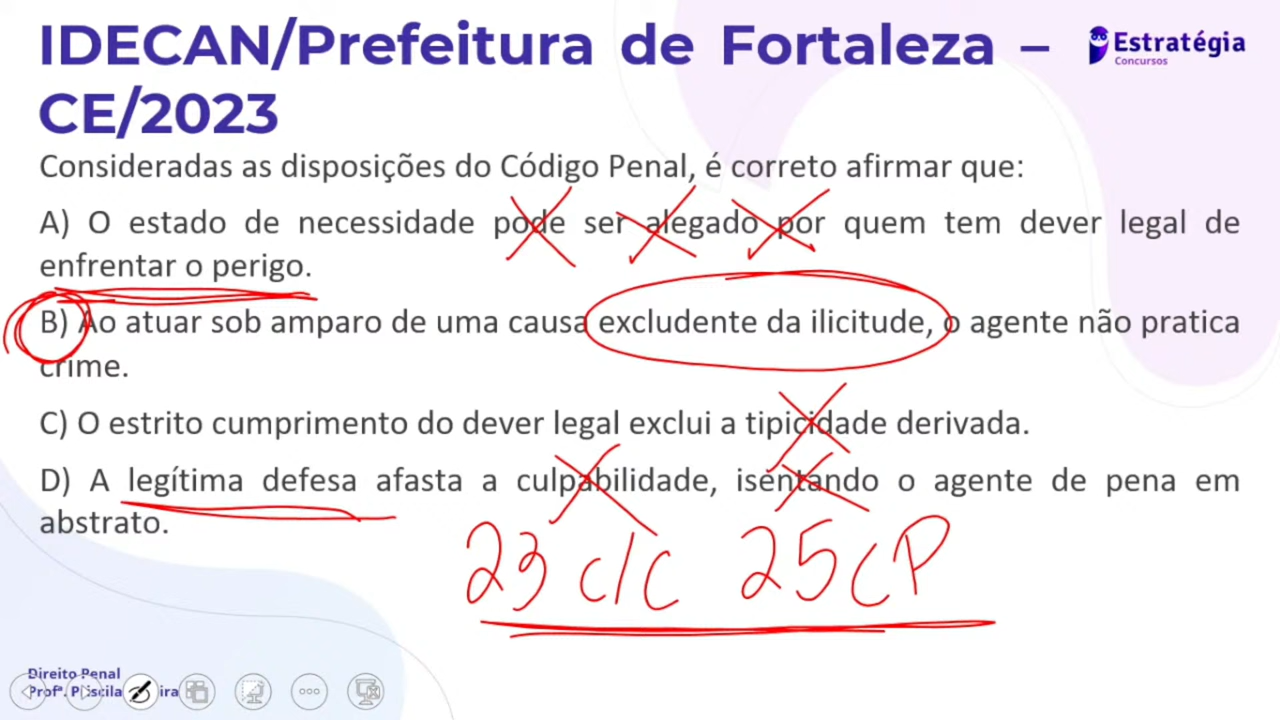 IDECAN/Prefeitura de Fortaleza –
CE/2023
Estratégia
Concursos
Consideradas as disposições do Código Penal, é correto afirmar que:
A) O estado de necessidade pode ser alegado por quem tem dever legal de
enfrentar o perigo.
B) Ao atuar sob amparo de uma causa excludente da ilicitude, o agente não pratica
crime.
C) O estrito cumprimento do dever legal exclui a tipicidade derivada.
D) A legítima defesa afasta a culpabilidade, isentando o agente de pena em
abstrato.
23 c/c 25 CP
Direito Penal
Profª. Priscila